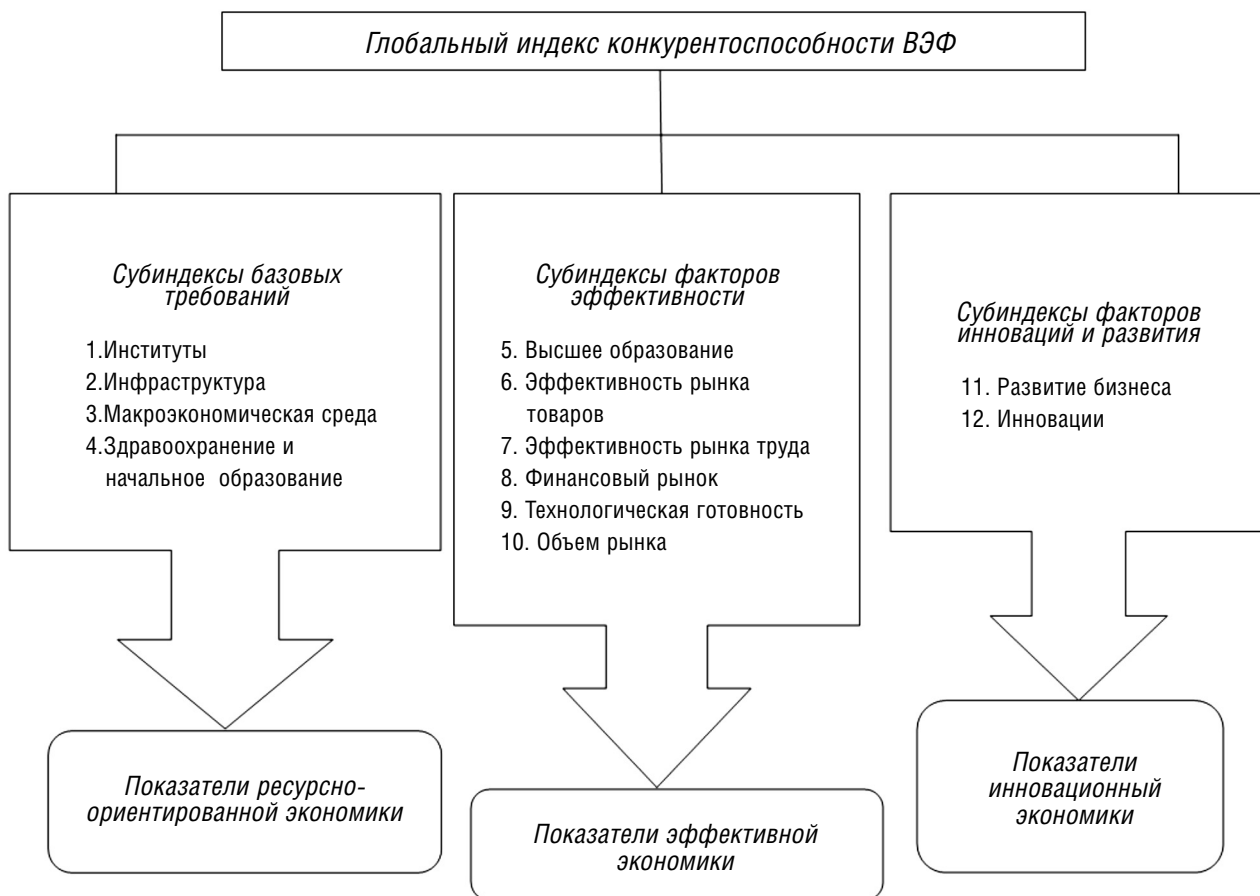 Глобальный индекс конкурентоспособности ВЭФ
Субиндексы базовых
требований
1.Институты
2.Инфраструктура
3.Макроэкономическая среда
4.Здравоохранение и
начальное образование
Субиндексы факторов
эффективности
5. Высшее образование
6. Эффективность рынка
товаров
7. Эффективность рынка труда
8. Финансовый рынок
9. Технологическая готовность
10. Объем рынка
Субиндексы факторов
инноваций и развития
11. Развитие бизнеса
12. Инновации
Показатели ресурсно-
ориентированной экономики
Показатели эффективной
экономики
Показатели
инновационный
экономики